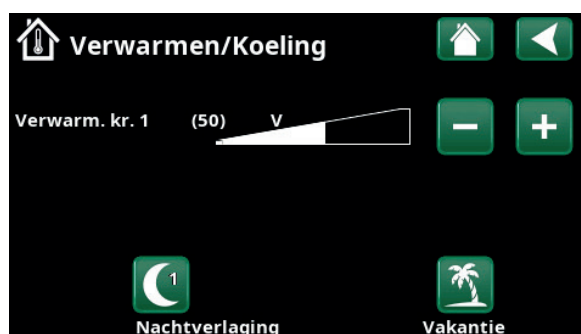 Verwarmen/Koeling
Verwarm. kr. 1 (50) V
1
Nachtverlaging
Vakantie